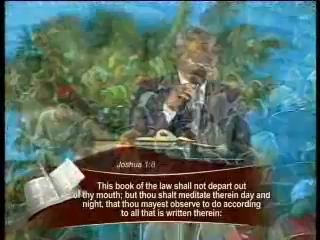 Joshua 1:8
This book of the law shall not depart out
of thy mouth; but thou shalt meditate therein day and
night, that thou mayest observe to do according
to all that is written therein: